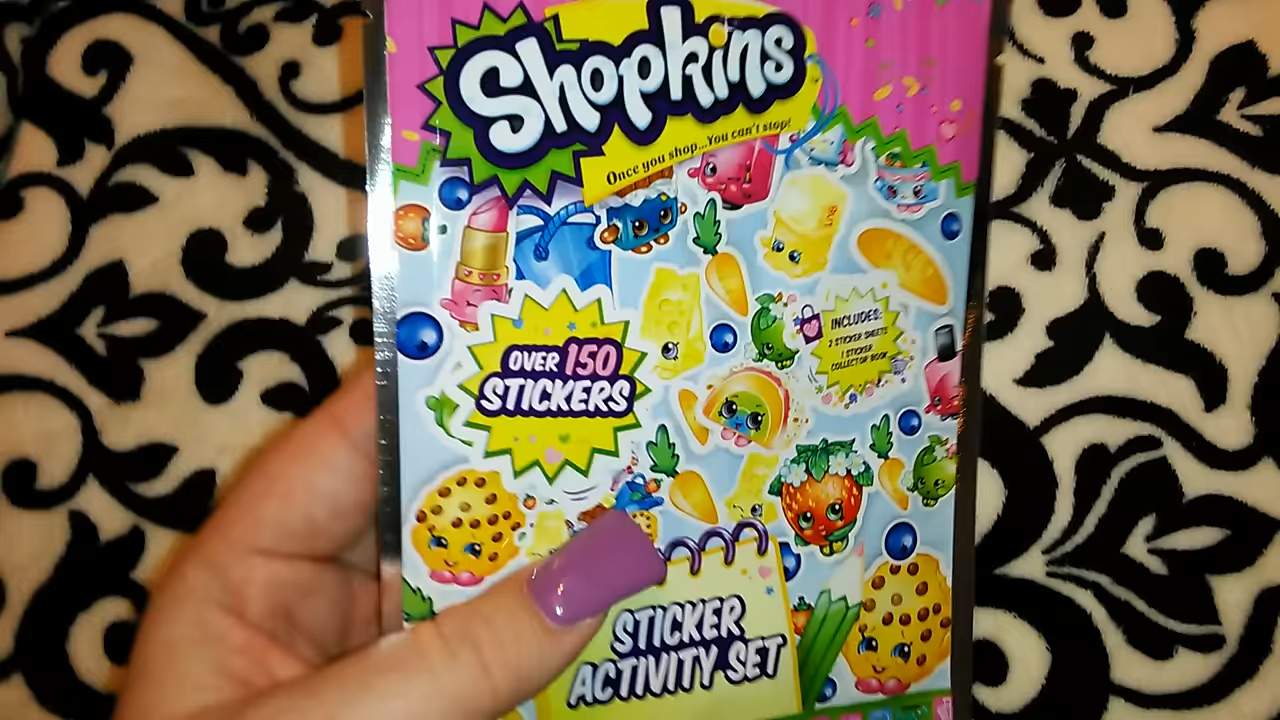 Shopkins
Once you shop...You can't stop!
BUT
INCLUDES:
2 STICKER SHEETS
1 STICKER
COLLECTOR BOOK
OVER 150
STICKERS
STICKER
ACTIVITY SET